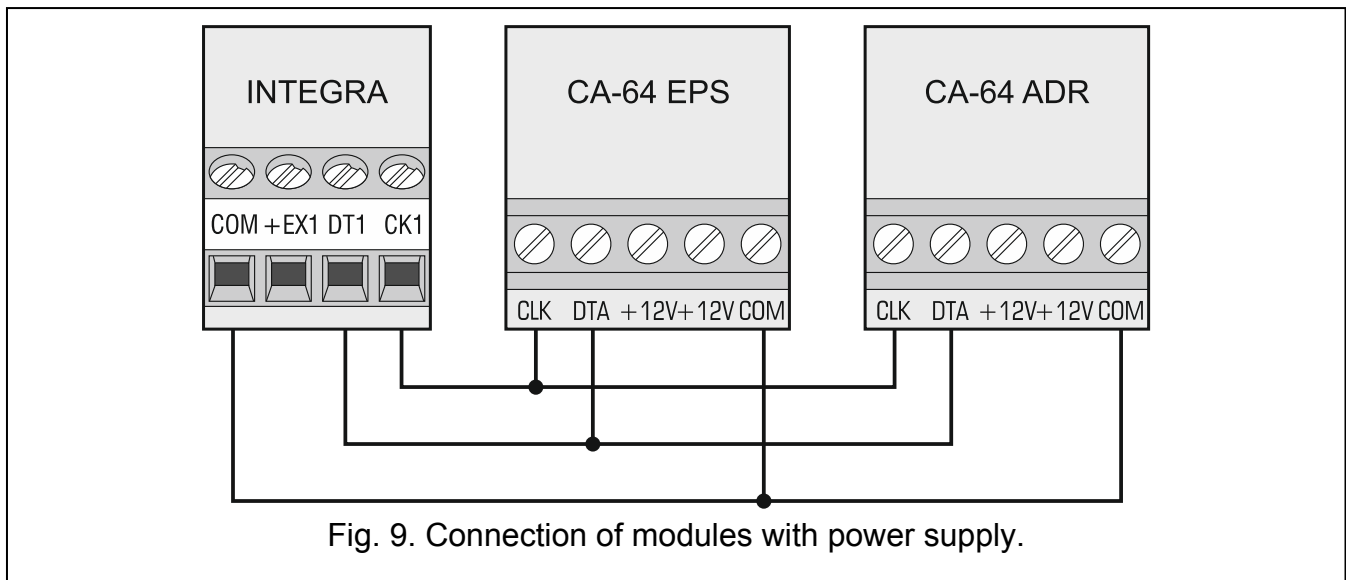 INTEGRA
COM +EX1 DT1 CK1
CA-64 EPS
CLK DTA +12V+12V COM
CA-64 ADR
CLK DTA +12V+12V COM
Fig. 9. Connection of modules with power supply.